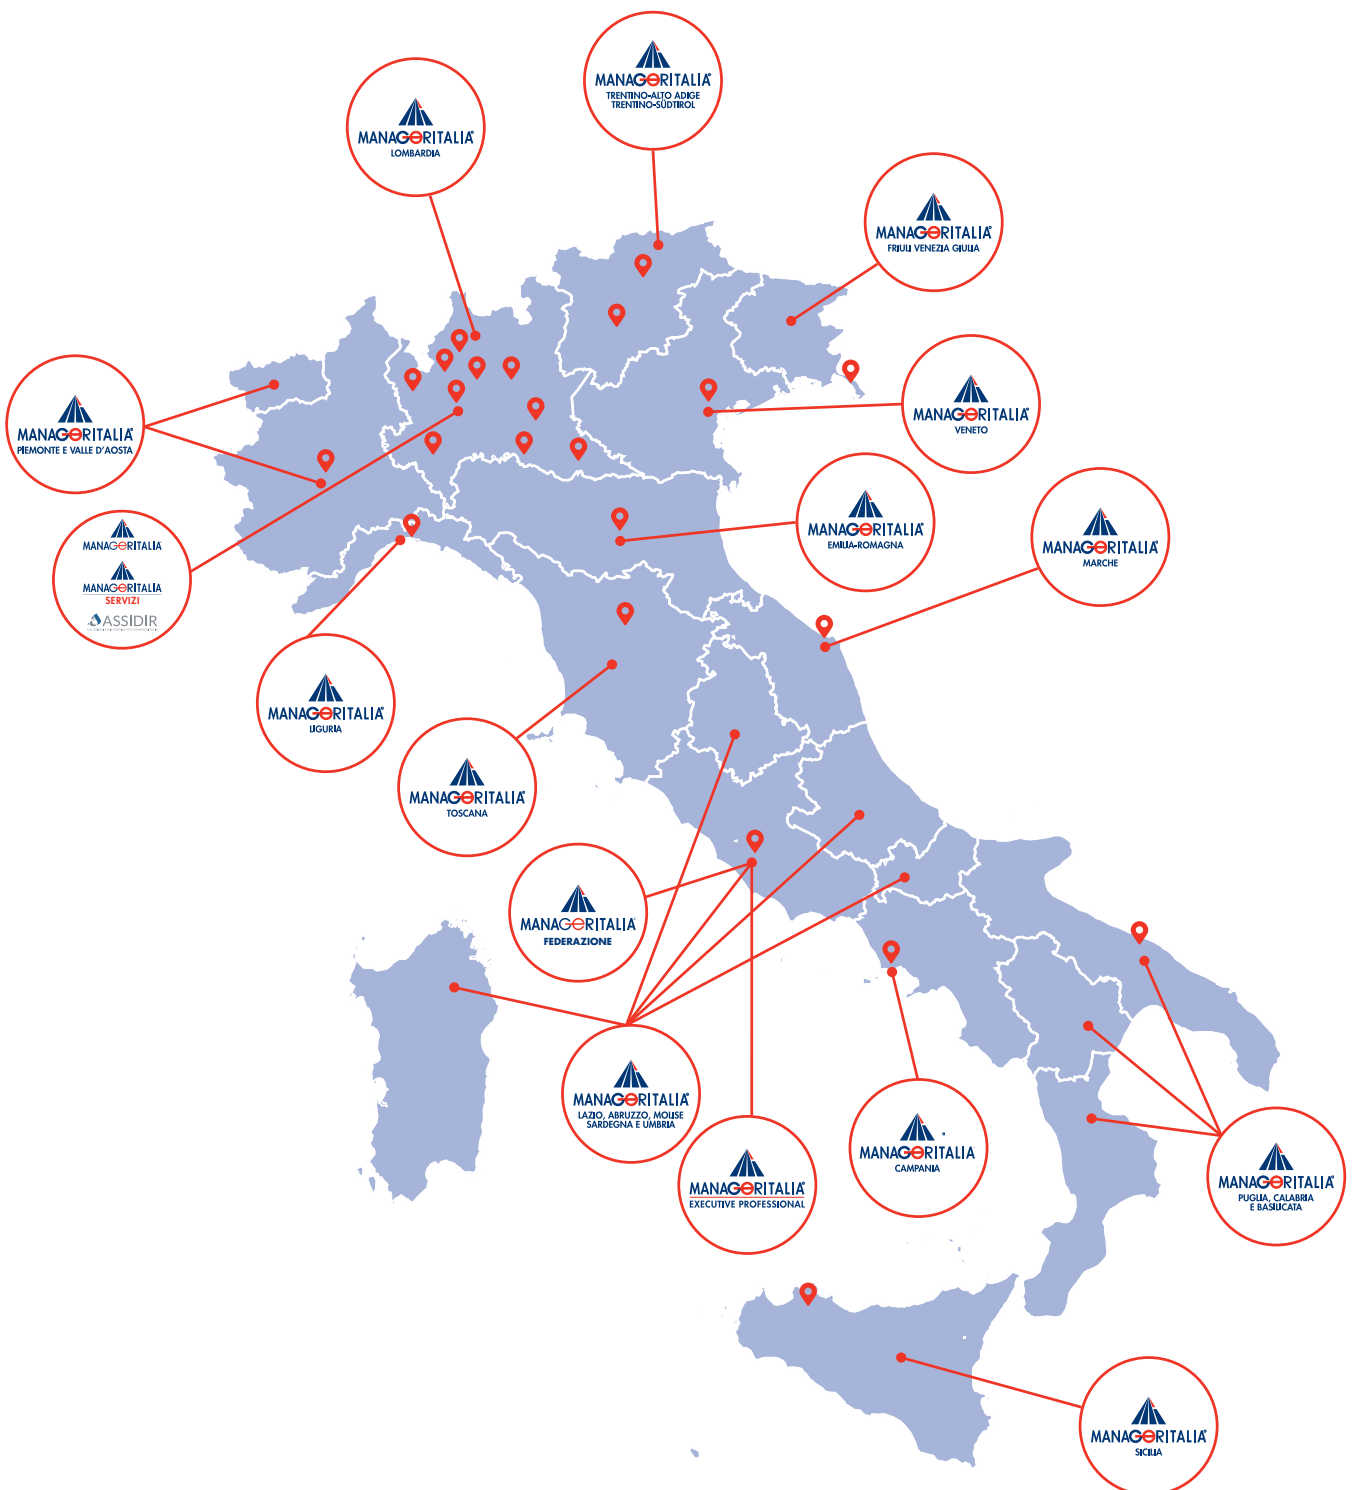 MANAGERITALIA
TRENTINO-ALTO ADIGE
TRENTINO-SÜDTIROL
MANAGERITALIA
LOMBARDIA
MANAGERITALIA
FRIULI VENEZIA GIULIA
MANAGERITALIA
VENETO
MANAGERITALIA
PIEMONTE E VALLE D'AOSTA
MANAGERITALIA
EMILIA-ROMAGNA
MANAGERITALIA
MARCHE
MANAGERITALIA
MANAGERITALIA
SERVIZI
ASSIDIR
MANAGERITALIA
LIGURIA
MANAGERITALIA
TOSCANA
MANAGERITALIA
FEDERAZIONE
MANAGERITALIA
LAZIO, ABRUZZO, MOLISE
SARDEGNA E UMBRIA
MANAGERITALIA
CAMPANIA
MANAGERITALIA
EXECUTIVE PROFESSIONAL
MANAGERITALIA
PUGLIA, CALABRIA
E BASILICATA
MANAGERITALIA
SICILIA